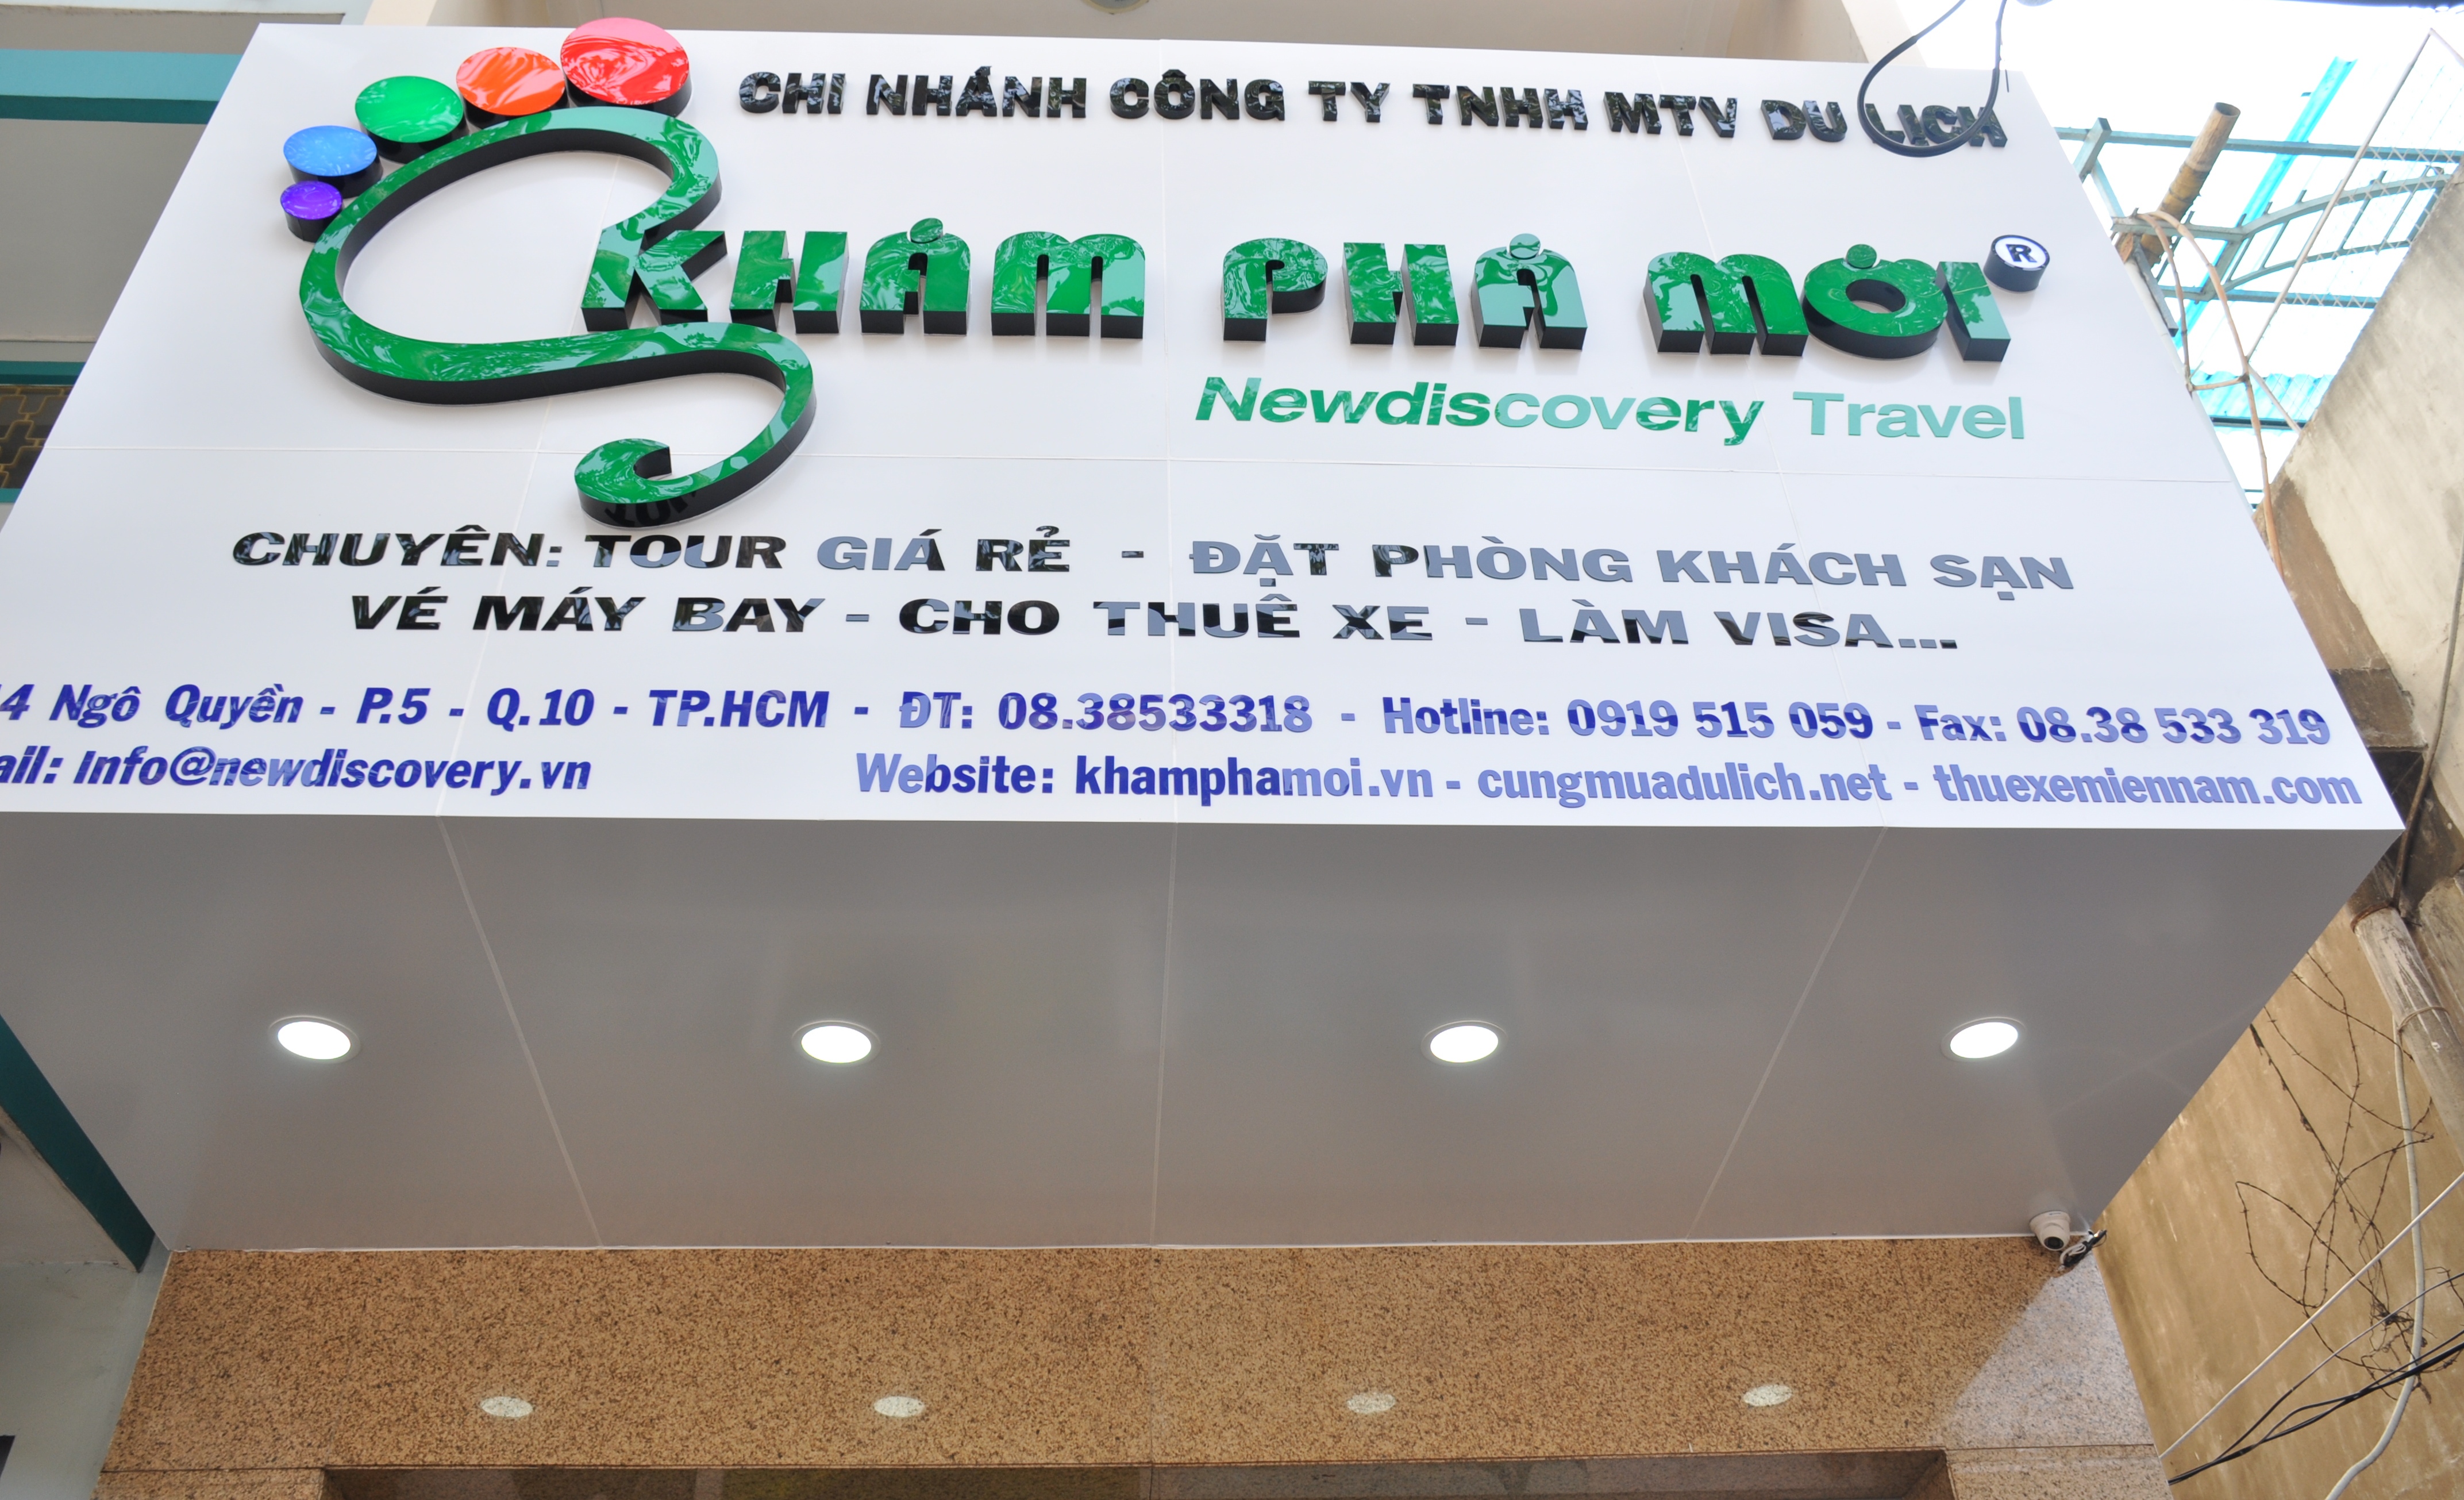 CHI NHÁNH CÔNG TY TNHH MTV DU LỊCH
KHÁM PHÁ MỚI ®
Newdiscovery Travel
CHUYÊN: TOUR GIÁ RẺ - ĐẶT PHÒNG KHÁCH SẠN
VÉ MÁY BAY - CHO THUÊ XE - LÀM VISA...
Ngô Quyền - P.5 - Q.10 - TP.HCM - ĐT: 08.38533318 - Hotline: 0919 515 059 - Fax: 08.38 533 319
Info@newdiscovery.vn Website: khamphamoi.vn - cungmuadulich.net - thuexemiennam.com